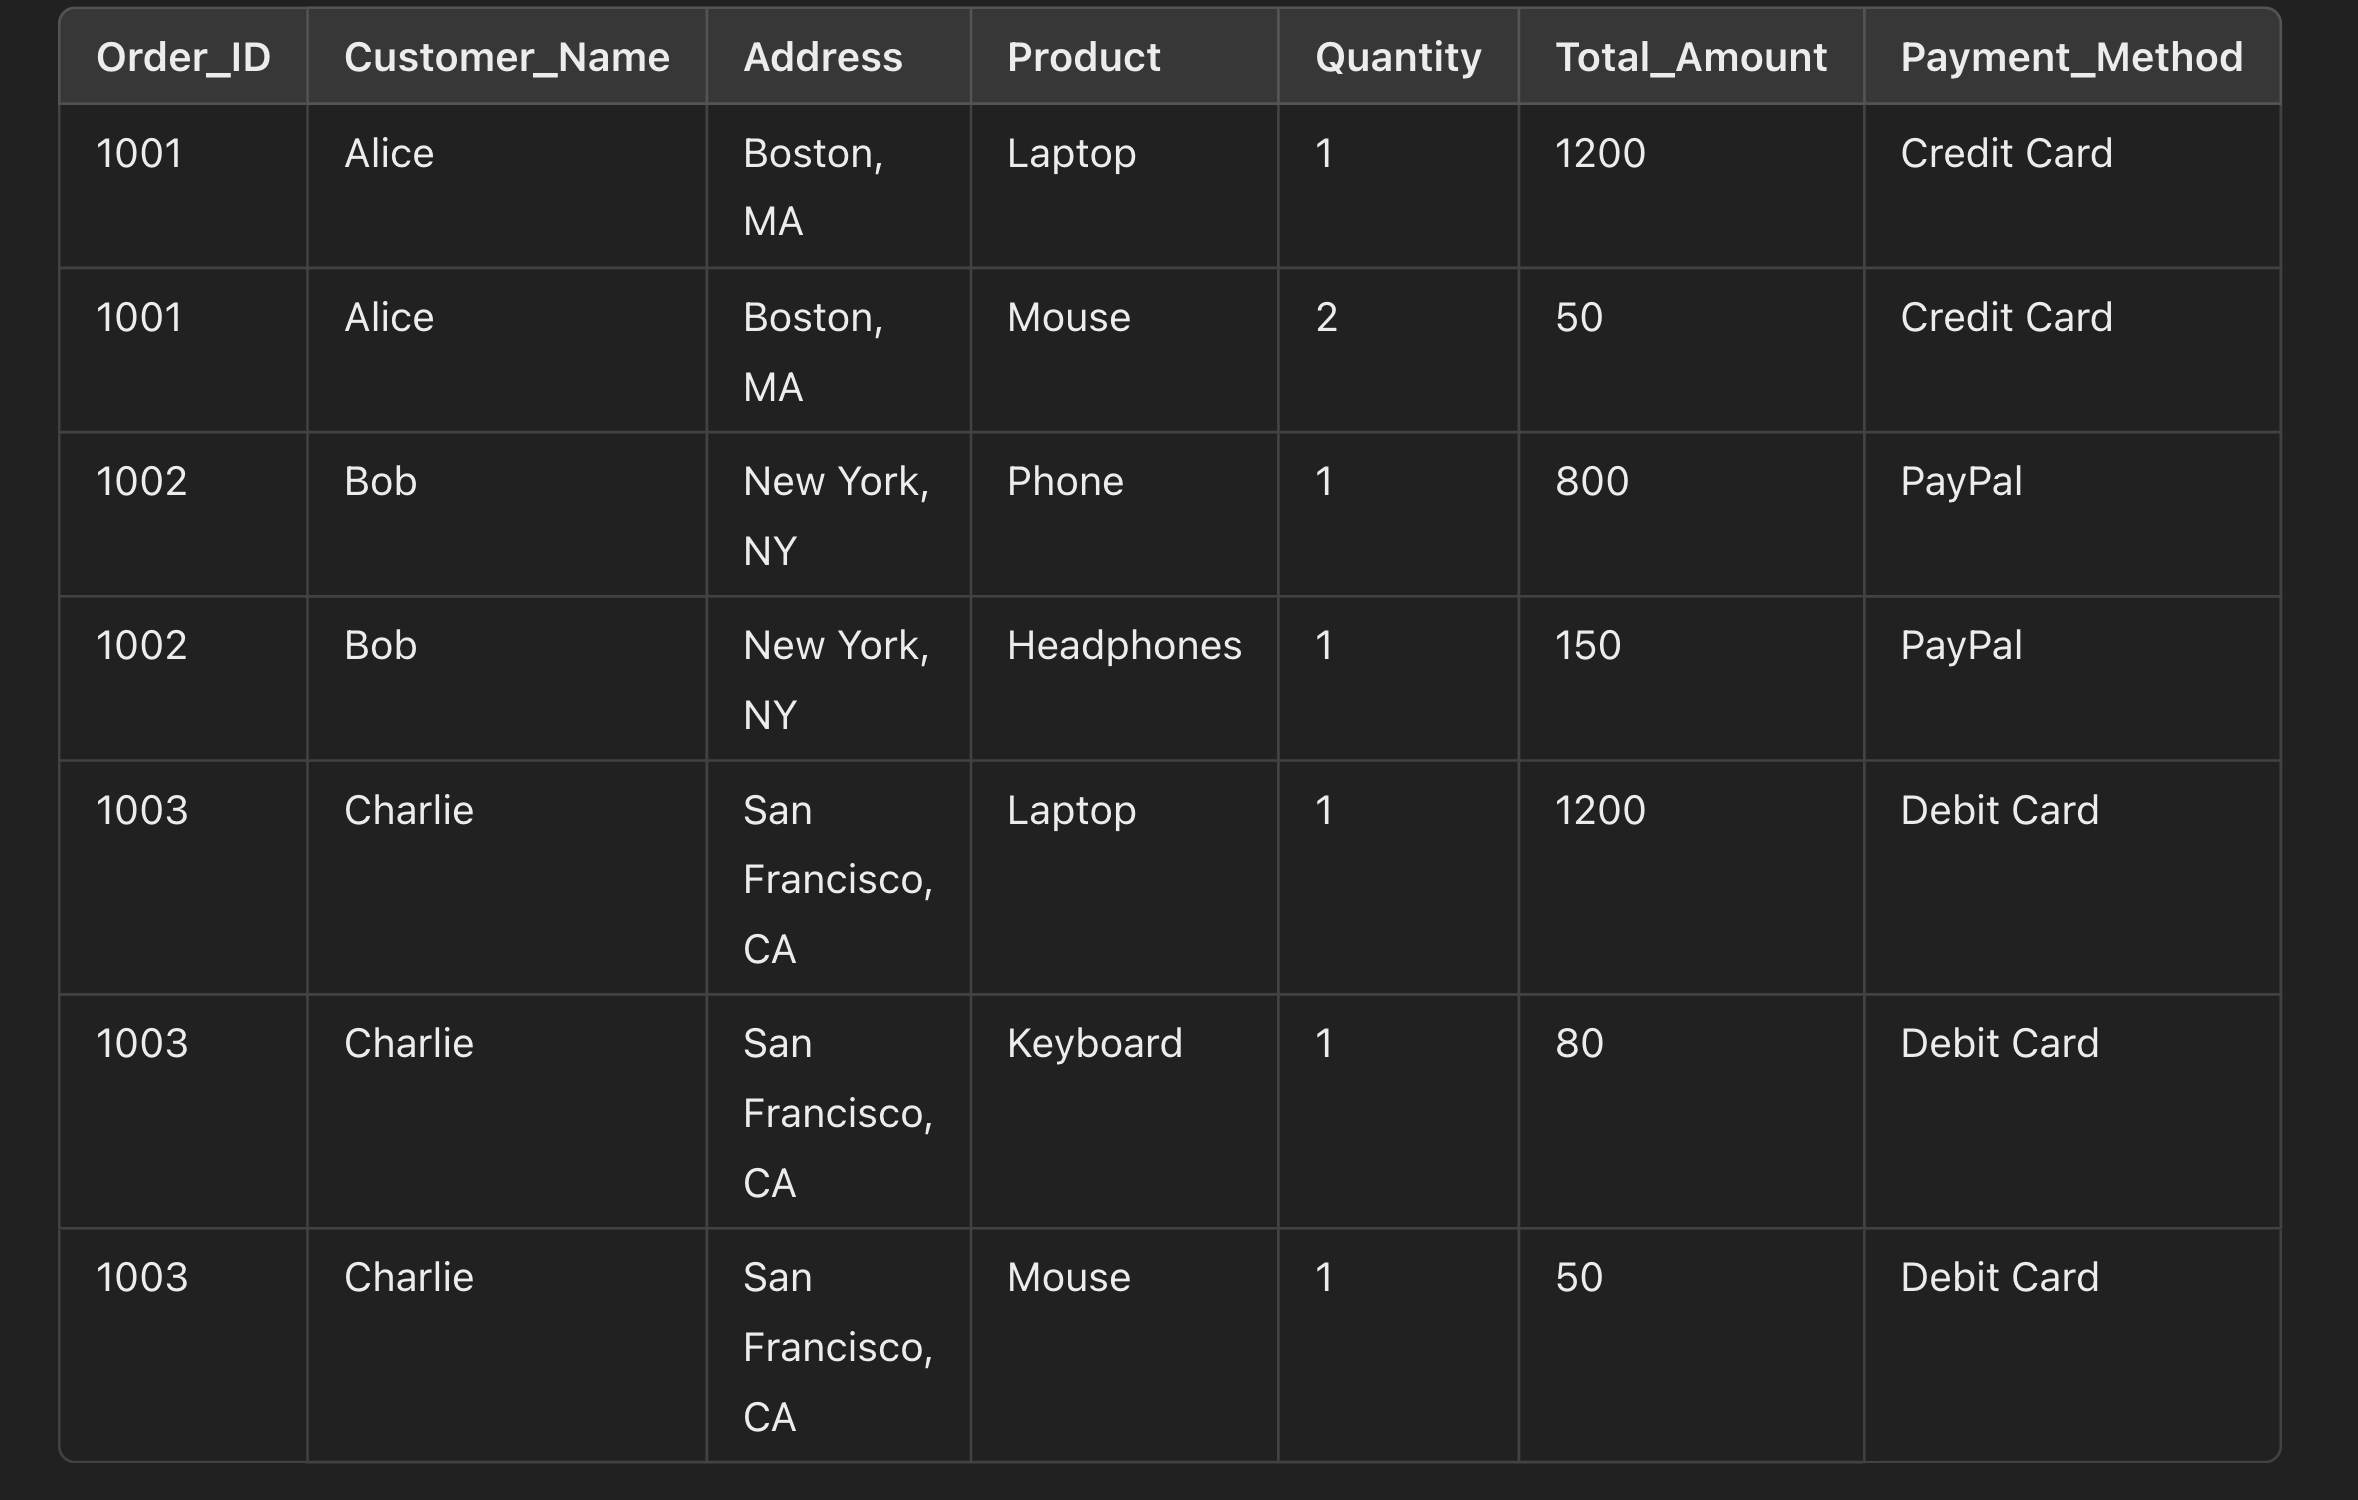 Order_ID Customer_Name Address Product Quantity Total_Amount Payment_Method
1001 Alice Boston, Laptop 1 1200 Credit Card
MA
1001 Alice Boston, Mouse 2 50 Credit Card
MA
1002 Bob New York, Phone 1 800 PayPal
NY
1002 Bob New York, Headphones 1 150 PayPal
NY
1003 Charlie San Laptop 1 1200 Debit Card
Francisco,
CA
1003 Charlie San Keyboard 1 80 Debit Card
Francisco,
CA
1003 Charlie San Mouse 1 50 Debit Card
Francisco,
CA